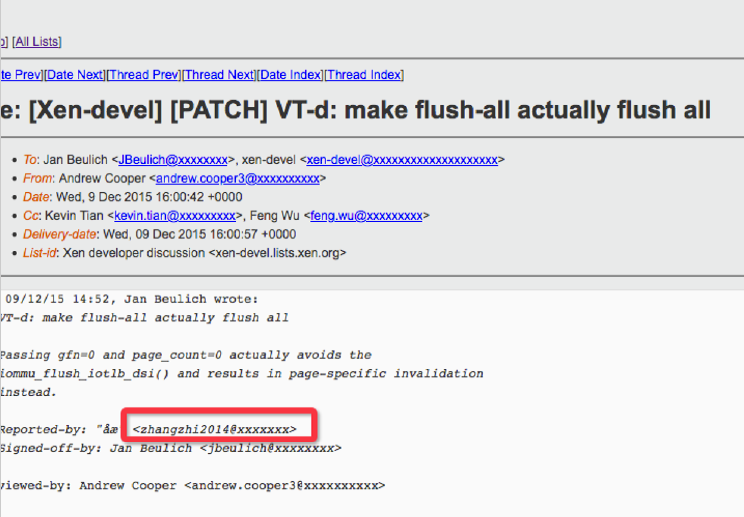 o] [All Lists]
te Prev][Date Next][Thread Prev][Thread Next][Date Index][Thread Index]
e: [Xen-devel] [PATCH] VT-d: make flush-all actually flush all
• To: Jan Beulich <JBeulich@xxxxxxxx>, xen-devel <xen-devel@xxxxxxxxxxxxxxxxxxxx>
• From: Andrew Cooper <andrew.cooper3@xxxxxxxxxx>
• Date: Wed, 9 Dec 2015 16:00:42 +0000
• Cc: Kevin Tian <kevin.tian@xxxxxxxxx>, Feng Wu <feng.wu@xxxxxxxxx>
• Delivery-date: Wed, 09 Dec 2015 16:00:57 +0000
• List-id: Xen developer discussion <xen-devel.lists.xen.org>
09/12/15 14:52, Jan Beulich wrote:
VT-d: make flush-all actually flush all
Passing gfn=0 and page_count=0 actually avoids the
iommu_flush_iotlb_dsi() and results in page-specific invalidation
instead.
Reported-by: "åæ <zhangzhi2014@xxxxxxx>
Signed-off-by: Jan Beulich <jbeulich@xxxxxxxx>
viewed-by: Andrew Cooper <andrew.cooper3@xxxxxxxxxx>